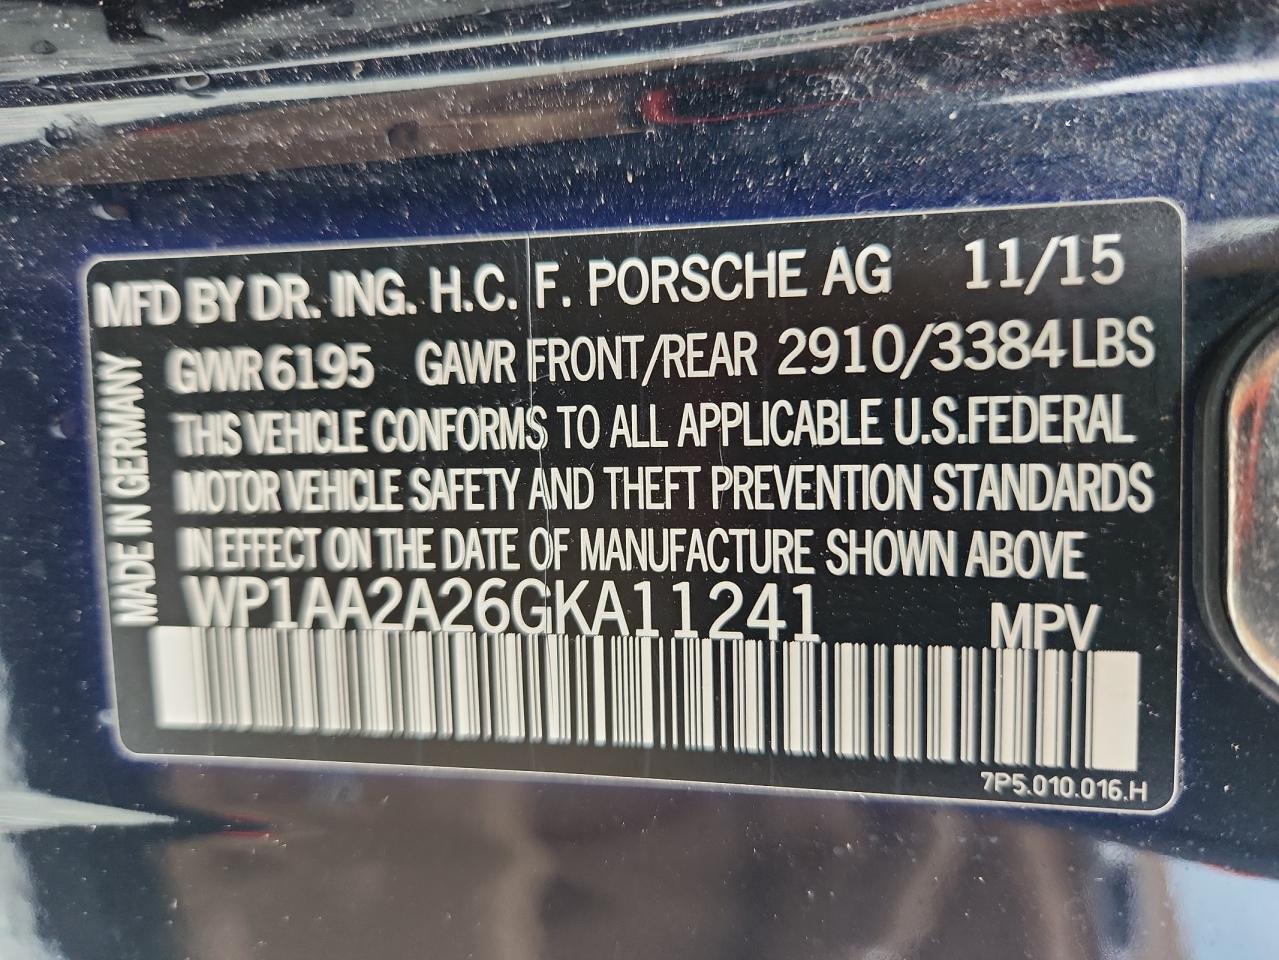 MFD BY DR. ING. H.C. F. PORSCHE AG 11/15
GVWR 6195 GAWR FRONT/REAR 2910/3384 LBS
THIS VEHICLE CONFORMS TO ALL APPLICABLE U.S.FEDERAL
MOTOR VEHICLE SAFETY AND THEFT PREVENTION STANDARDS
IN EFFECT ON THE DATE OF MANUFACTURE SHOWN ABOVE
WP1AA2A26GKA11241 MPV
MADE IN GERMANY
7P5.010.016.H